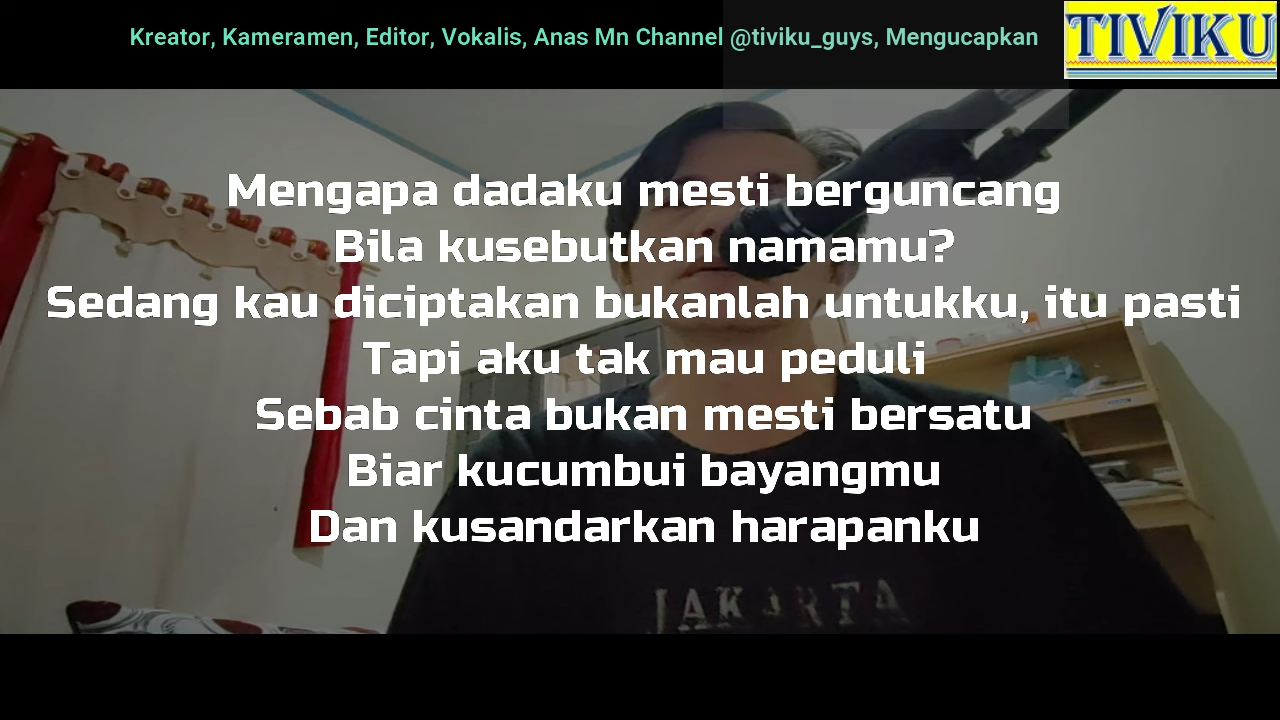 Kreator, Kameramen, Editor, Vokalis, Anas Mn Channel @tiviku_guys, Mengucapkan
TIVIKU
Mengapa dadaku mesti berguncang
Bila kusebutkan namamu?
Sedang kau diciptakan bukanlah untukku, itu pasti
Tapi aku tak mau peduli
Sebab cinta bukan mesti bersatu
Biar kucumbui bayangmu
Dan kusandarkan harapanku
JAKARTA